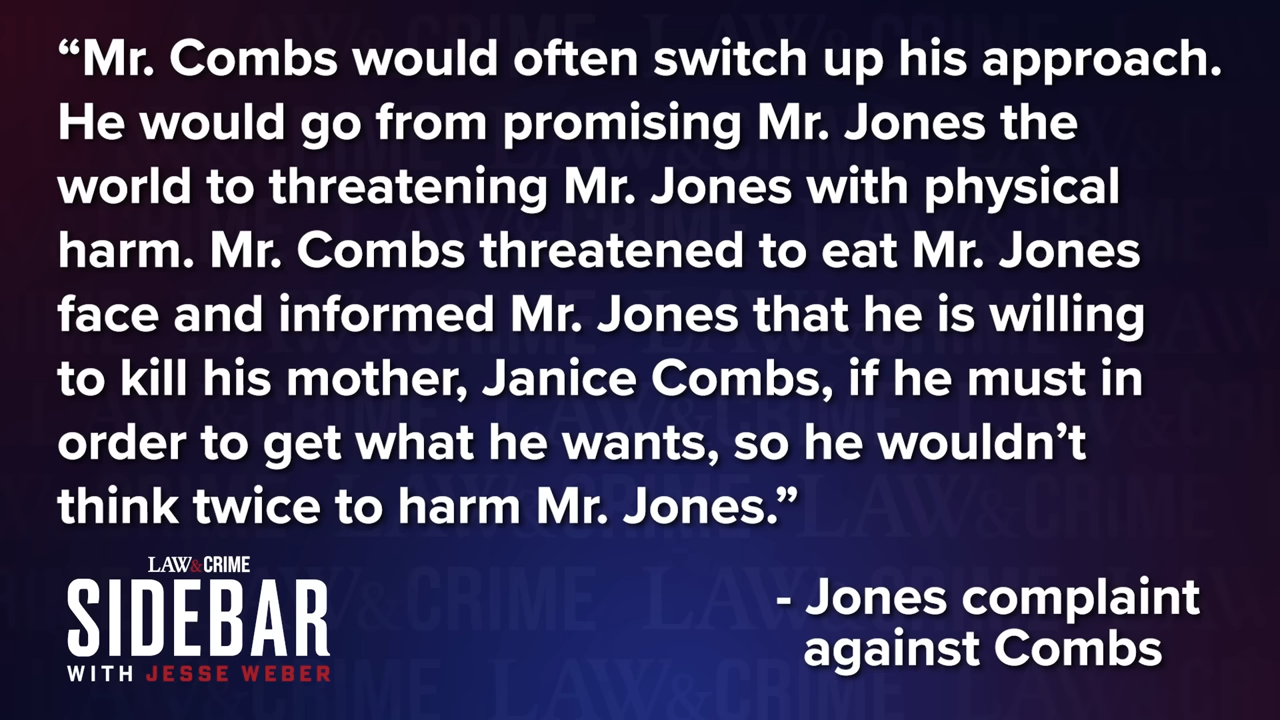 “Mr. Combs would often switch up his approach.
He would go from promising Mr. Jones the
world to threatening Mr. Jones with physical
harm. Mr. Combs threatened to eat Mr. Jones
face and informed Mr. Jones that he is willing
to kill his mother, Janice Combs, if he must in
order to get what he wants, so he wouldn’t
think twice to harm Mr. Jones.”
LAW&CRIME
SIDEBAR
WITH JESSE WEBER
- Jones complaint
against Combs